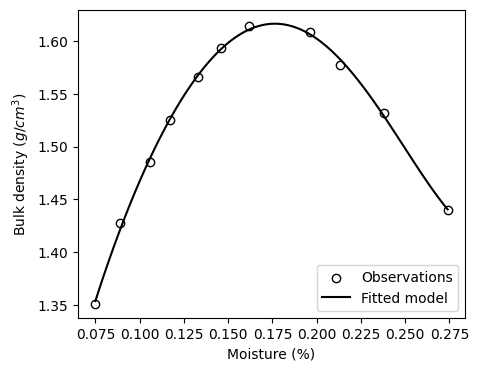 1.60
1.55
1.50
1.45
1.40
1.35
Bulk density (g/cm³)
Observations
Fitted model
0.075 0.100 0.125 0.150 0.175 0.200 0.225 0.250 0.275
Moisture (%)